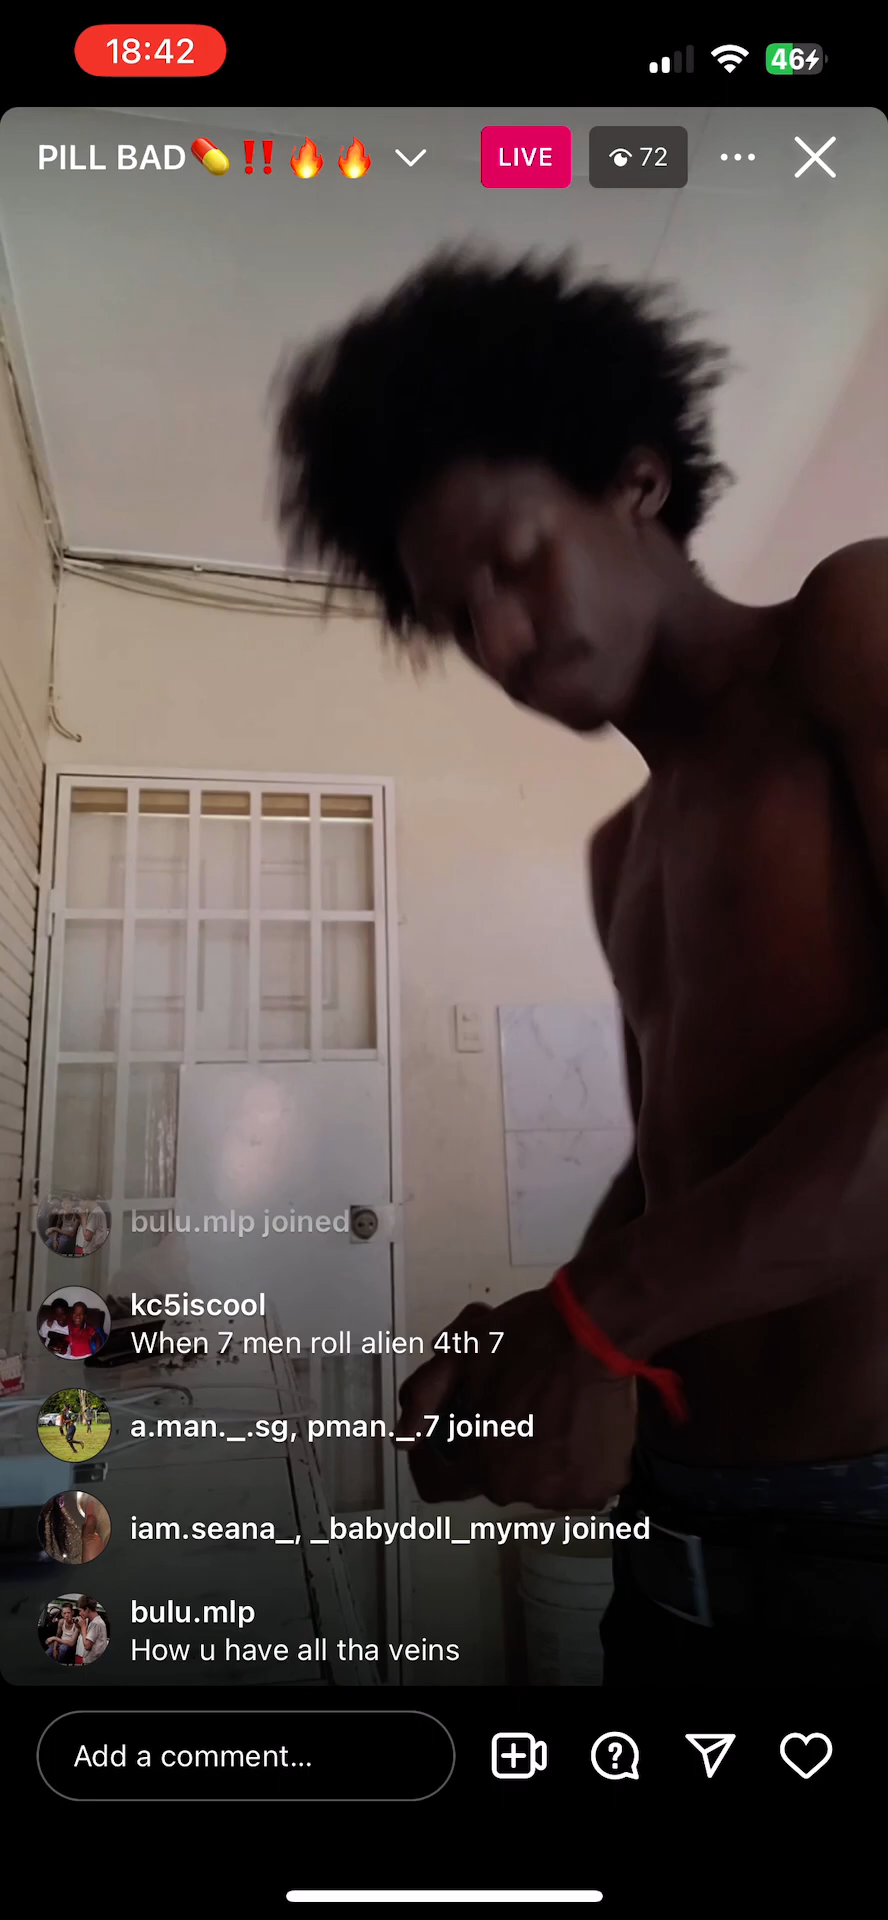 18:42
46
PILL BAD💊‼️🔥🔥
LIVE
72
bulu.mlp joined
kc5iscool
When 7 men roll alien 4th 7
a.man._.sg, pman._.7 joined
iam.seana_, _babydoll_mymy joined
bulu.mlp
How u have all tha veins
Add a comment...